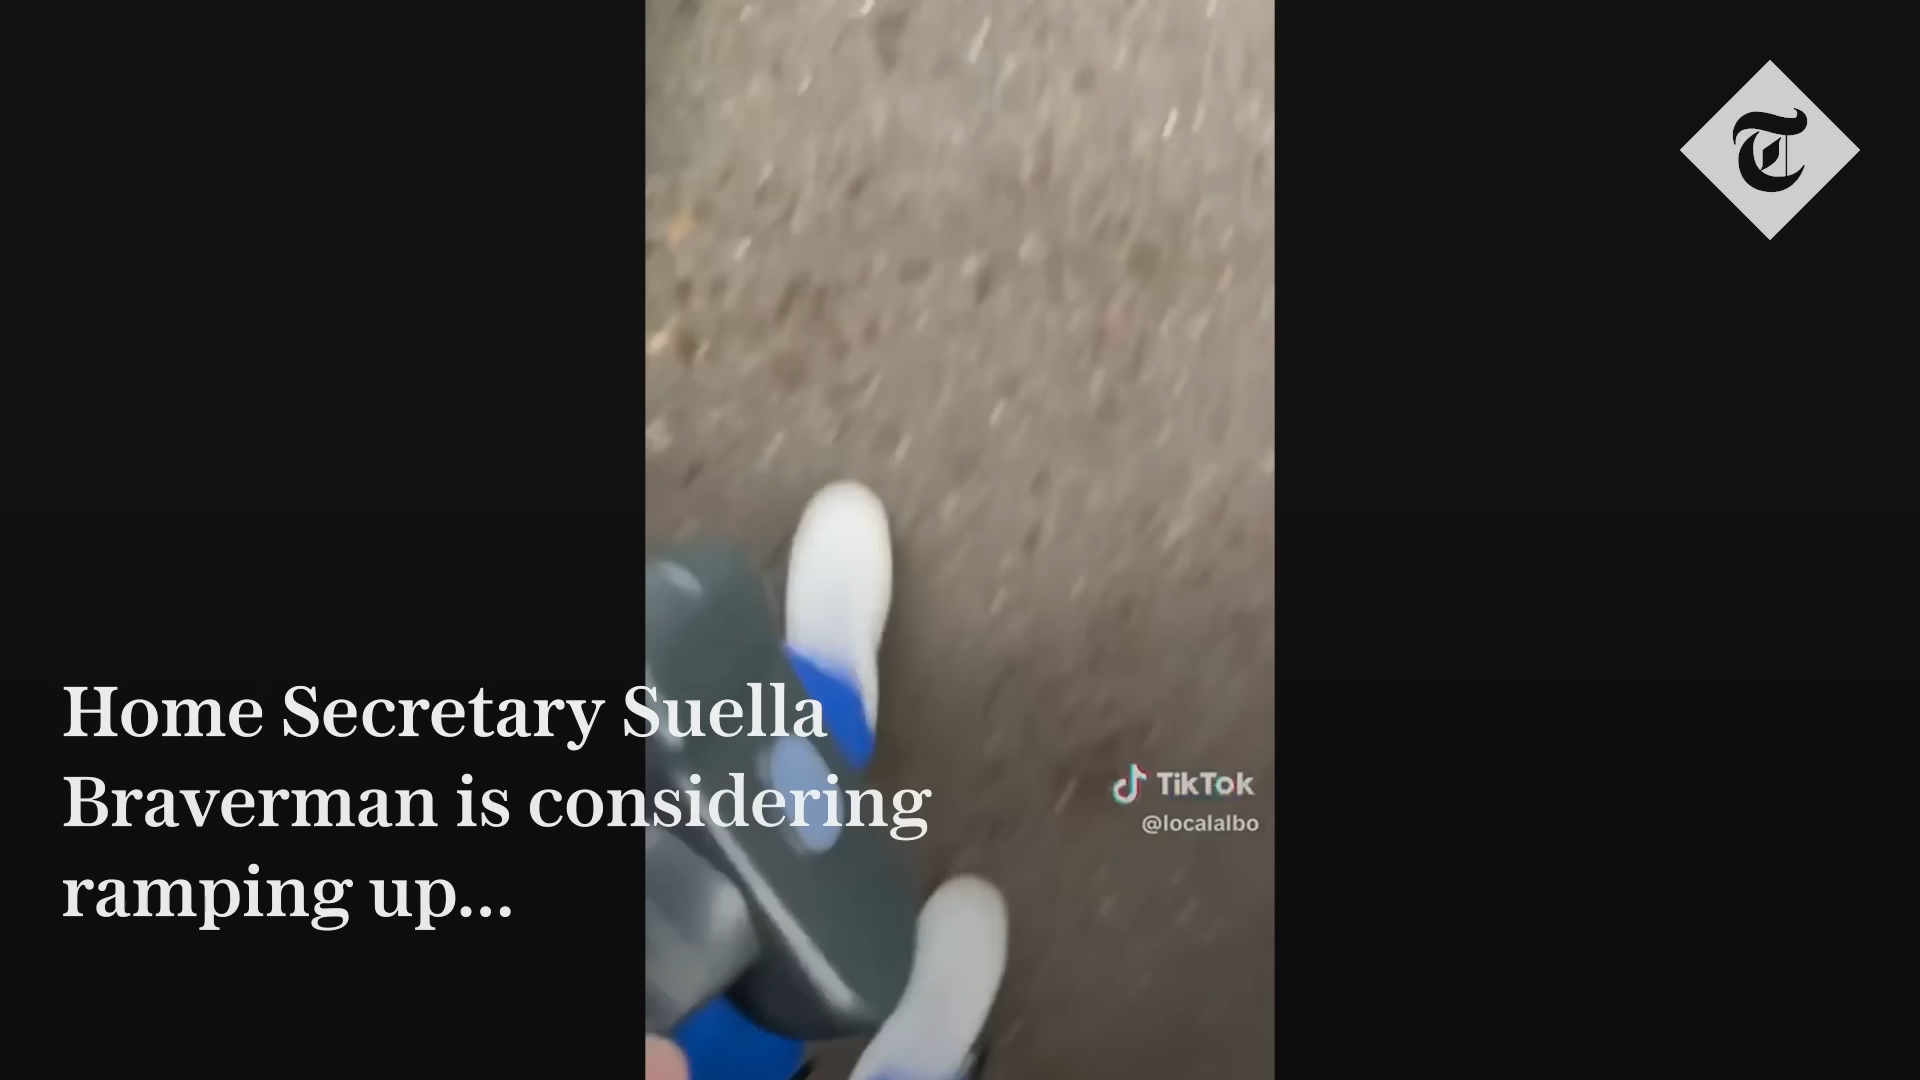 T
Home Secretary Suella
Braverman is considering
ramping up...
TikTok
@localalbo